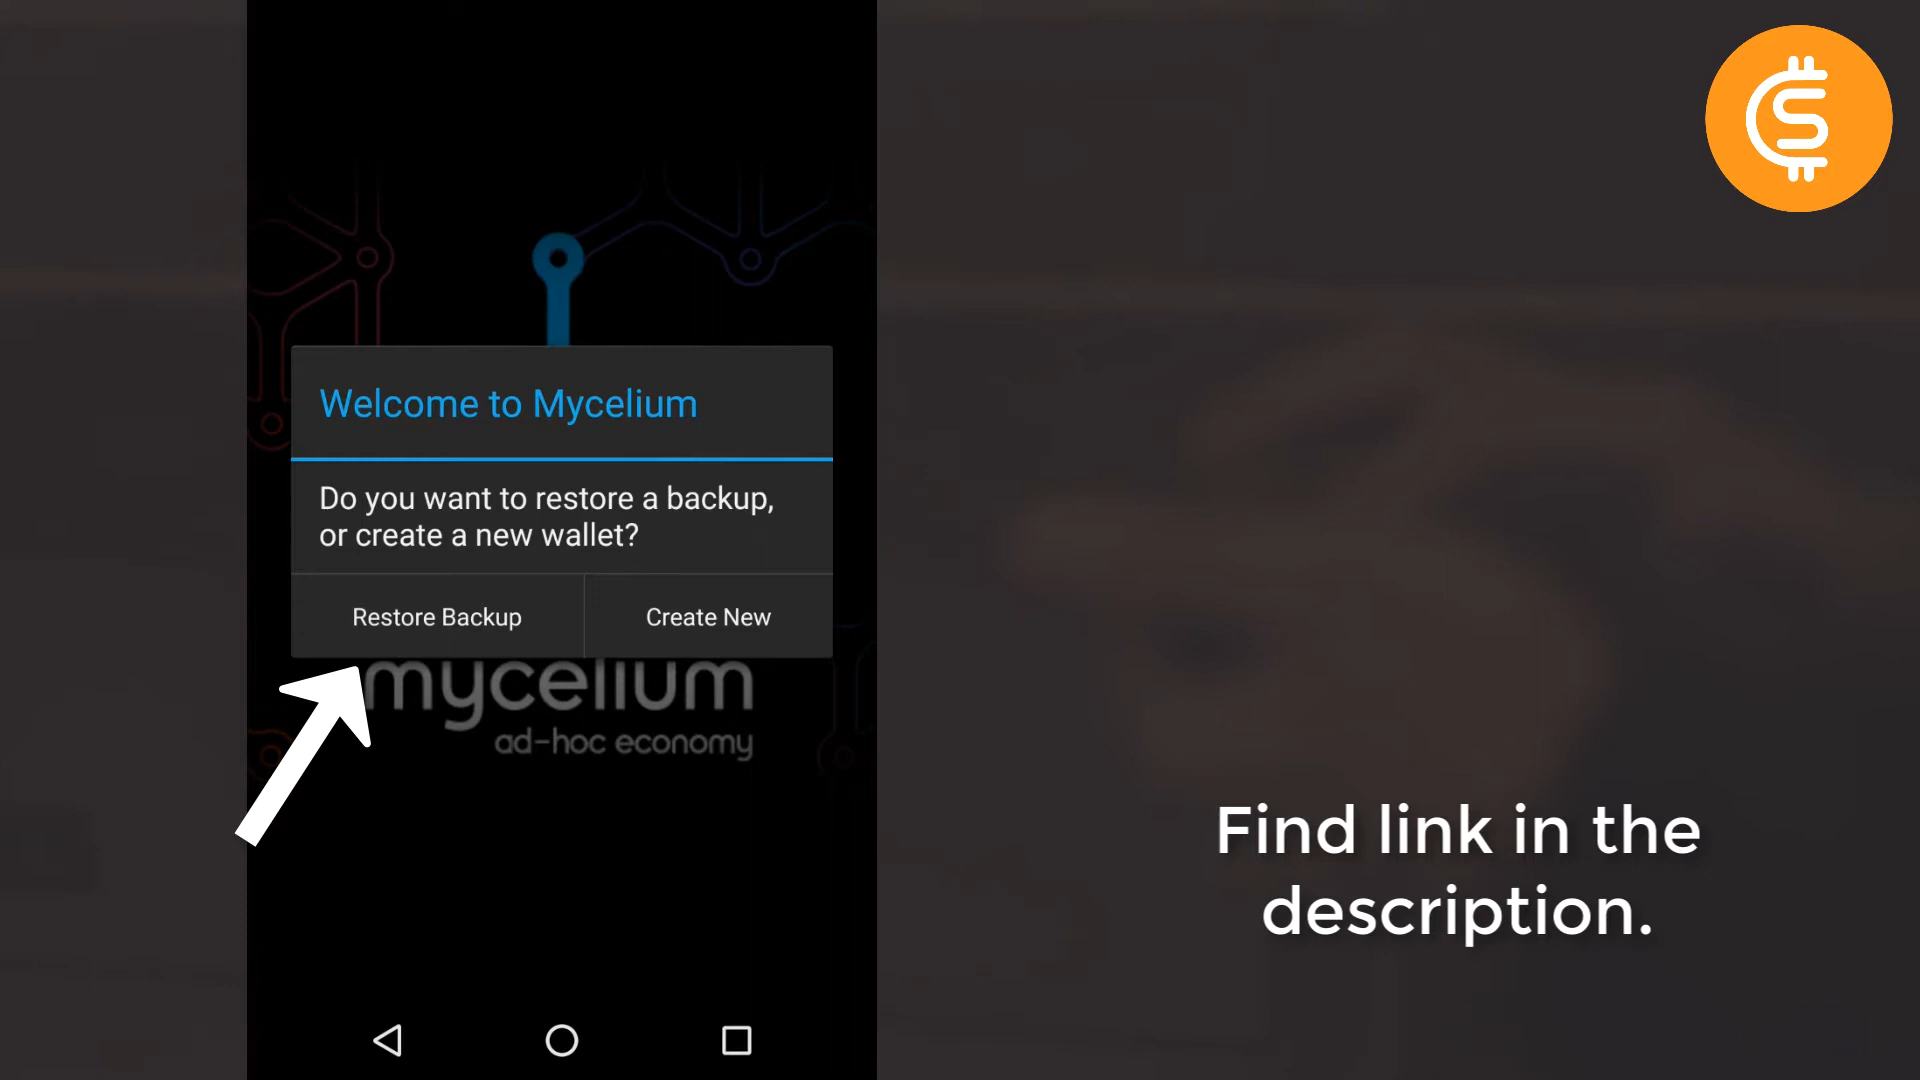 Welcome to Mycelium
Do you want to restore a backup,
or create a new wallet?
Restore Backup
Create New
mycelium
ad-hoc economy
Find link in the
description.